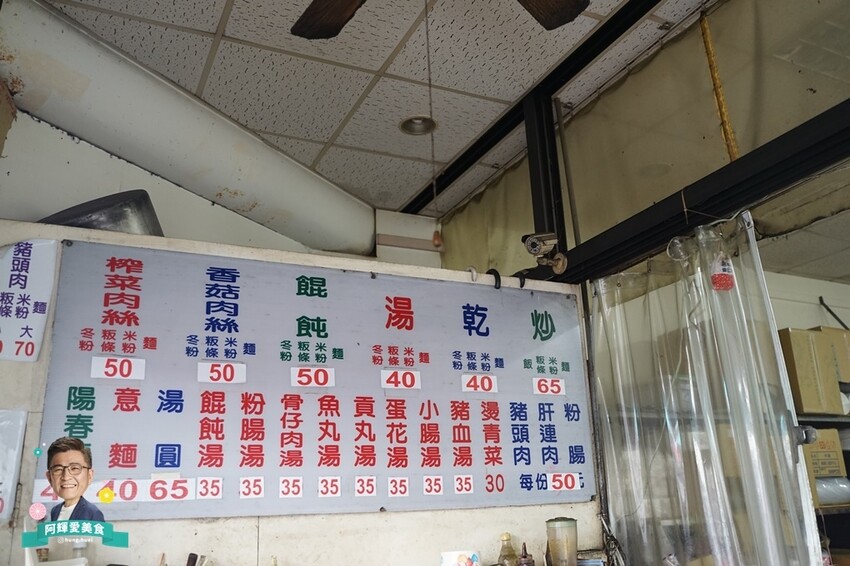 豬頭肉
粄條 米粉 麵
大
70
榨菜肉絲
冬粉 粄條 米粉 麵
50
香菇肉絲
冬粉 粄條 米粉 麵
50
餛飩
冬粉 粄條 米粉 麵
50
湯
冬粉 粄條 米粉 麵
40
乾
冬粉 粄條 米粉 麵
40
炒
飯 粄條 米粉 麵
65
陽春
意麵
40
湯圓
65
餛飩湯
35
粉腸湯
35
骨仔肉湯
35
魚丸湯
35
貢丸湯
35
蛋花湯
35
小腸湯
35
豬血湯
35
燙青菜
30
豬頭肉
肝連肉
粉腸
每份50元
阿輝愛美食